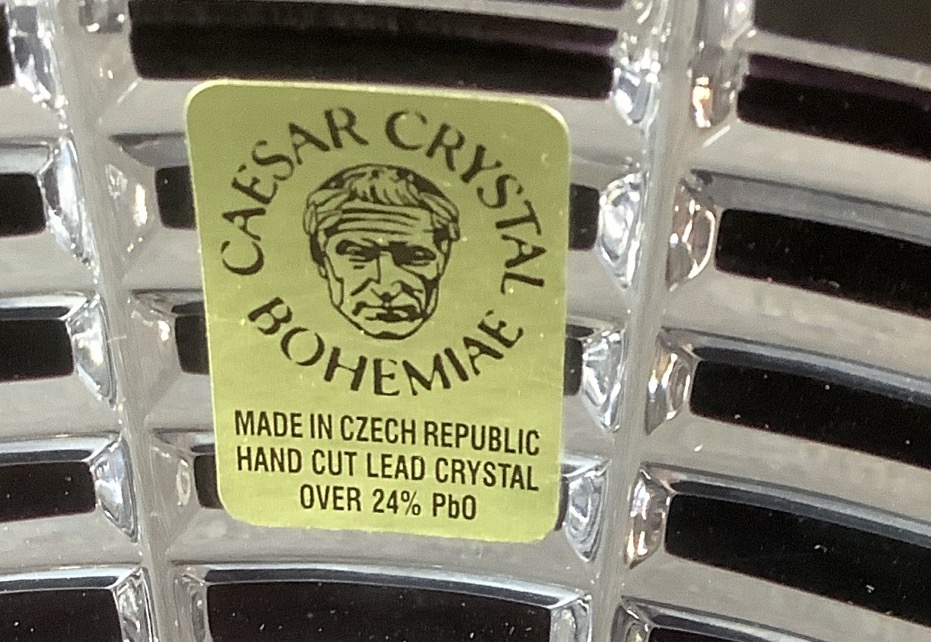 CAESAR CRYSTAL
BOHEMIAE
MADE IN CZECH REPUBLIC
HAND CUT LEAD CRYSTAL
OVER 24% PbO